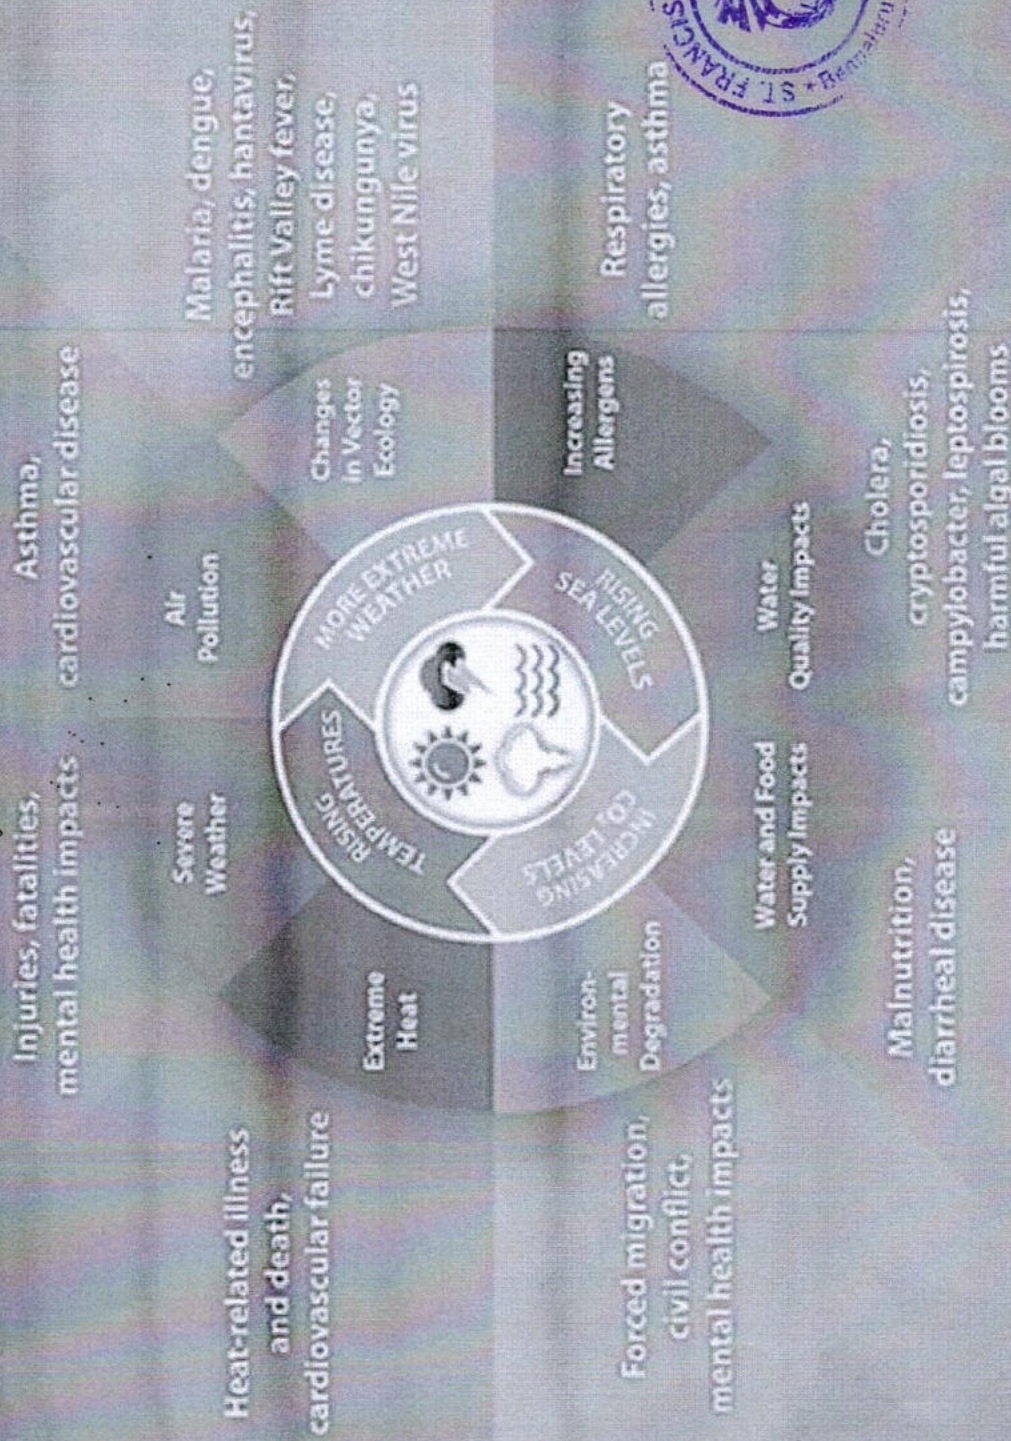 Injuries, fatalities,
mental health impacts
Asthma,
cardiovascular disease
Heat-related illness
and death,
cardiovascular failure
Severe
Weather
Air
Pollution
Malaria, dengue,
encephalitis, hantavirus,
Rift Valley fever,
Lyme disease,
chikungunya,
West Nile virus
Extreme
Heat
Changes
in Vector
Ecology
RISING
TEMPERATURES
MORE EXTREME
WEATHER
RISING
SEA LEVELS
INCREASING
CO₂ LEVELS
Environ-
mental
Degradation
Increasing
Allergens
Forced migration,
civil conflict,
mental health impacts
Water and Food
Supply Impacts
Water
Quality Impacts
Respiratory
allergies, asthma
Malnutrition,
diarrheal disease
Cholera,
cryptosporidiosis,
campylobacter, leptospirosis,
harmful algal blooms
ST. FRANCIS
Bengaluru